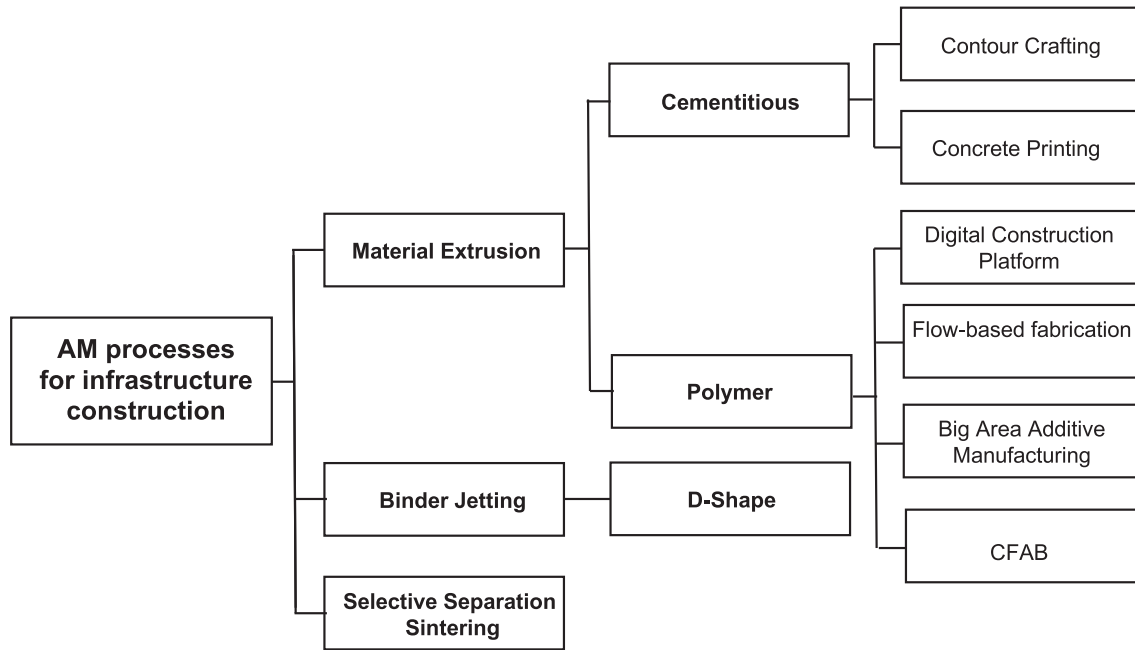 AM processes
for infrastructure
construction
Material Extrusion
Binder Jetting
Selective Separation
Sintering
Cementitious
Polymer
D-Shape
Contour Crafting
Concrete Printing
Digital Construction
Platform
Flow-based fabrication
Big Area Additive
Manufacturing
CFAB